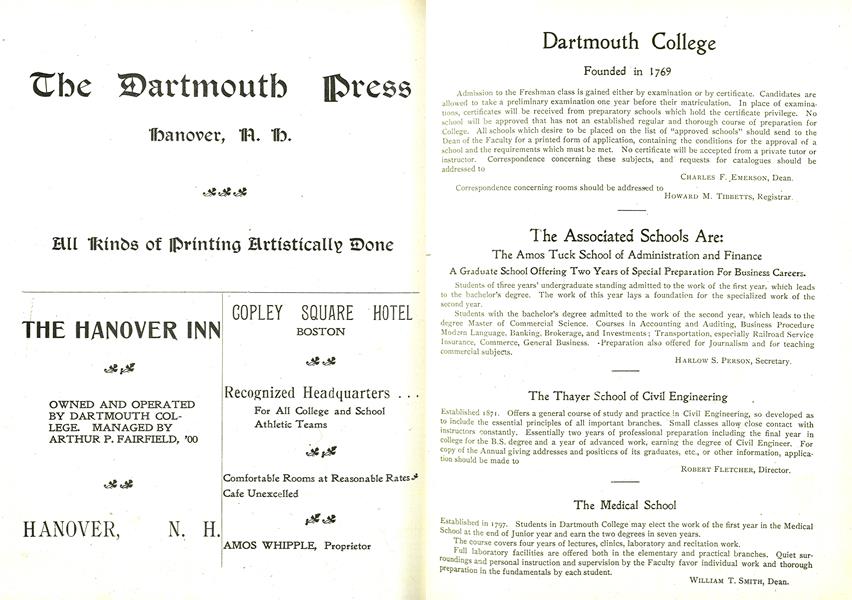 The Dartmouth Press
Hanover, N. H.
All Kinds of Printing Artistically Done
THE HANOVER INN
OWNED AND OPERATED
BY DARTMOUTH COL-
LEGE. MANAGED BY
ARTHUR P. FAIRFIELD, '00
HANOVER, N. H.
COPLEY SQUARE HOTEL
BOSTON
Recognized Headquarters ...
For All College and School
Athletic Teams
Comfortable Rooms at Reasonable Rates
Cafe Unexcelled
AMOS WHIPPLE, Proprietor
Dartmouth College
Founded in 1769
Admission to the Freshman class is gained either by examination or by certificate. Candidates are
allowed to take a preliminary examination one year before their matriculation. In place of examina-
tions, certificates will be received from preparatory schools which hold the certificate privilege. No
school will be approved that has not an established regular and thorough course of preparation for
College. All schools which desire to be placed on the list of "approved schools" should send to the
Dean of the Faculty for a printed form of application, containing the conditions for the approval of a
school and the requirements which must be met. No certificate will be accepted from a private tutor or
instructor. Correspondence concerning these subjects, and requests for catalogues should be
addressed to
CHARLES F. EMERSON, Dean.
Correspondence concerning rooms should be addressed to
HOWARD M. TIBBETTS, Registrar.
The Associated Schools Are:
The Amos Tuck School of Administration and Finance
A Graduate School Offering Two Years of Special Preparation For Business Careers.
Students of three years' undergraduate standing admitted to the work of the first year, which leads
to the bachelor's degree. The work of this year lays a foundation for the specialized work of the
second year.
Students with the bachelor's degree admitted to the work of the second year, which leads to the
degree Master of Commercial Science. Courses in Accounting and Auditing, Business Procedure
Modern Language, Banking, Brokerage, and Investments; Transportation, especially Railroad Service
Insurance, Commerce, General Business. Preparation also offered for Journalism and for teaching
commercial subjects.
HARLOW S. PERSON, Secretary.
The Thayer School of Civil Engineering
Established 1871. Offers a general course of study and practice in Civil Engineering, so developed as
to include the essential principles of all important branches. Small classes allow close contact with
instructors constantly. Essentially two years of professional preparation including the final year in
college for the B.S. degree and a year of advanced work, earning the degree of Civil Engineer. For
copy of the Annual giving addresses and positions of its graduates, etc., or other information, applica-
tion should be made to
ROBERT FLETCHER, Director.
The Medical School
Established in 1797. Students in Dartmouth College may elect the work of the first year in the Medical
School at the end of Junior year and earn the two degrees in seven years.
The course covers four years of lectures, clinics, laboratory and recitation work.
Full laboratory facilities are offered both in the elementary and practical branches. Quiet sur-
roundings and personal instruction and supervision by the Faculty favor individual work and thorough
preparation in the fundamentals by each student.
WILLIAM T. SMITH, Dean.